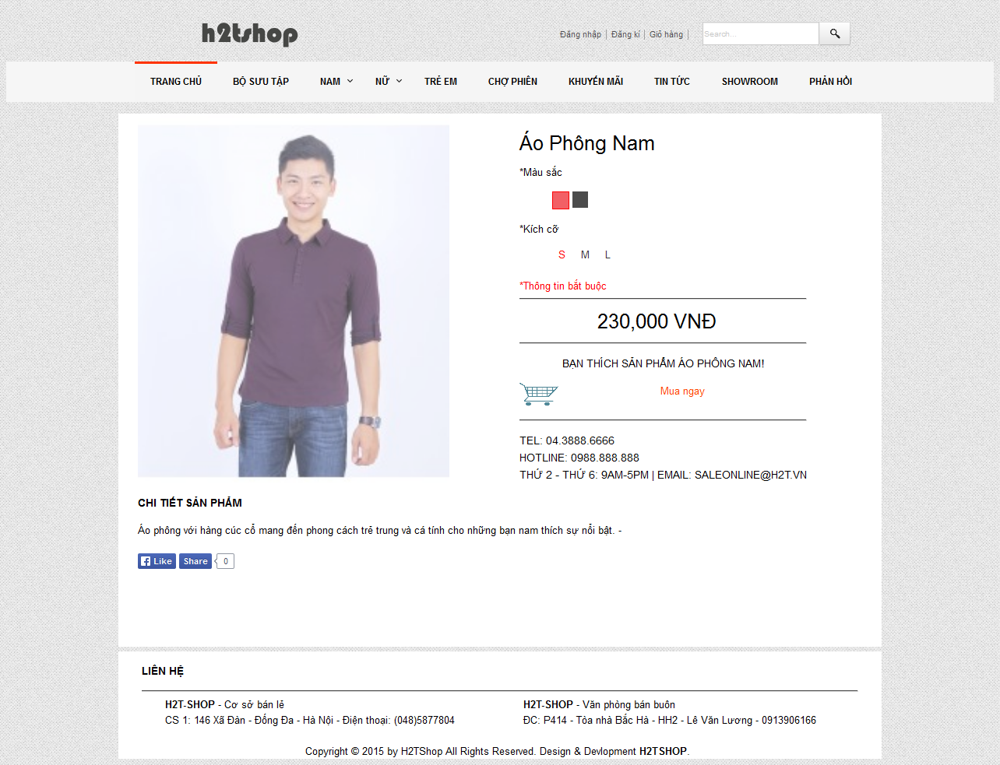 h2tshop
Đăng nhập | Đăng kí | Giỏ hàng |
Search...
TRANG CHỦ BỘ SƯU TẬP NAM NỮ TRẺ EM CHỢ PHIÊN KHUYẾN MÃI TIN TỨC SHOWROOM PHẢN HỒI
Áo Phông Nam
*Màu sắc
*Kích cỡ
S M L
*Thông tin bắt buộc
230,000 VNĐ
BẠN THÍCH SẢN PHẨM ÁO PHÔNG NAM!
Mua ngay
TEL: 04.3888.6666
HOTLINE: 0988.888.888
THỨ 2 - THỨ 6: 9AM-5PM | EMAIL: SALEONLINE@H2T.VN
CHI TIẾT SẢN PHẨM
Áo phông với hàng cúc cổ mang đến phong cách trẻ trung và cá tính cho những bạn nam thích sự nổi bật. -
Like Share 0
LIÊN HỆ
H2T-SHOP - Cơ sở bán lẻ
CS 1: 146 Xã Đàn - Đống Đa - Hà Nội - Điện thoại: (048)5877804
H2T-SHOP - Văn phòng bán buôn
ĐC: P414 - Tòa nhà Bắc Hà - HH2 - Lê Văn Lương - 0913906166
Copyright © 2015 by H2TShop All Rights Reserved. Design & Devlopment H2TSHOP.